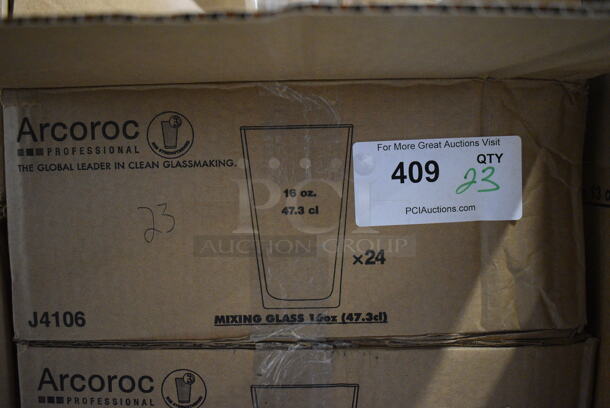 Arcoroc
PROFESSIONAL
THE GLOBAL LEADER IN CLEAN GLASSMAKING.
16 oz.
47.3 cl
x24
23
J4106
MIXING GLASS 16oz (47.3cl)
For More Great Auctions Visit
409
QTY
23
PCIAuctions.com
PCI
AUCTION GROUP
Arcoroc
PROFESSIONAL